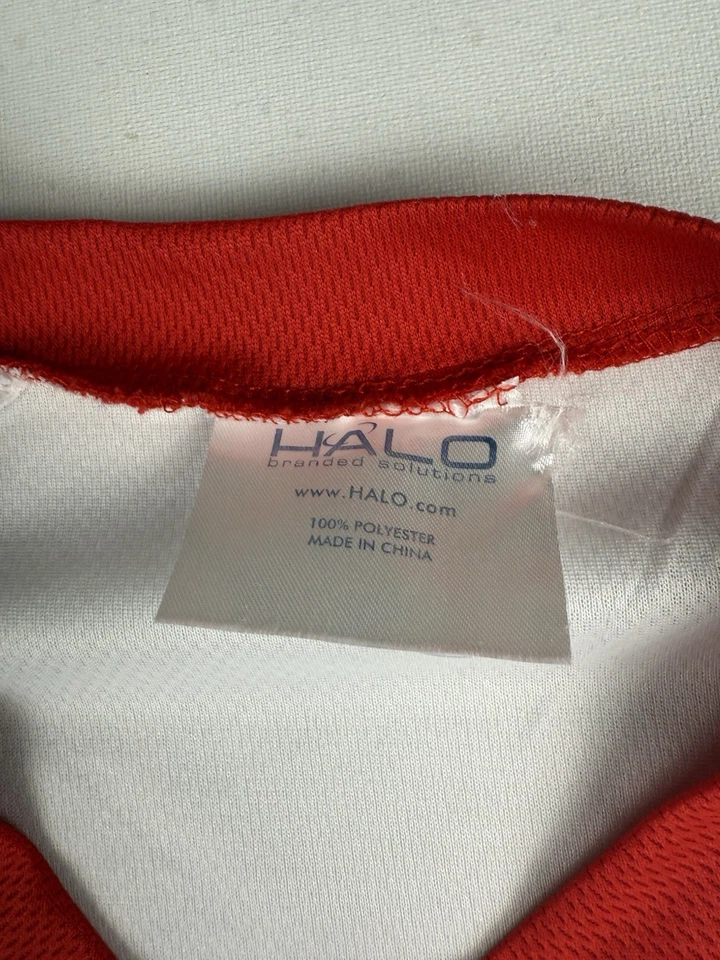 HALO
branded solutions
www.HALO.com
100% POLYESTER
MADE IN CHINA